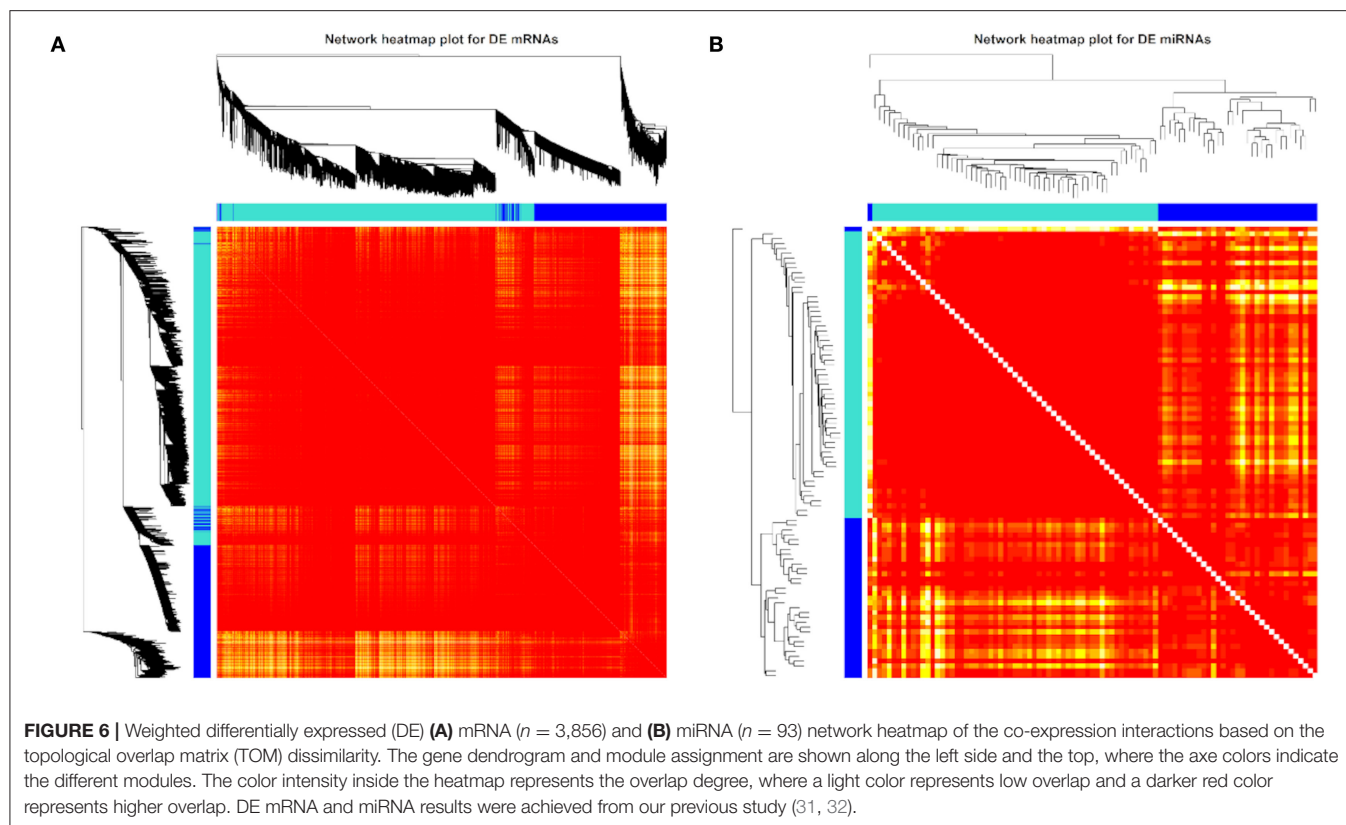 A
Network heatmap plot for DE mRNAs
B
Network heatmap plot for DE miRNAs
FIGURE 6 | Weighted differentially expressed (DE) (A) mRNA (n = 3,856) and (B) miRNA (n = 93) network heatmap of the co-expression interactions based on the
topological overlap matrix (TOM) dissimilarity. The gene dendrogram and module assignment are shown along the left side and the top, where the axe colors indicate
the different modules. The color intensity inside the heatmap represents the overlap degree, where a light color represents low overlap and a darker red color
represents higher overlap. DE mRNA and miRNA results were achieved from our previous study (31, 32).